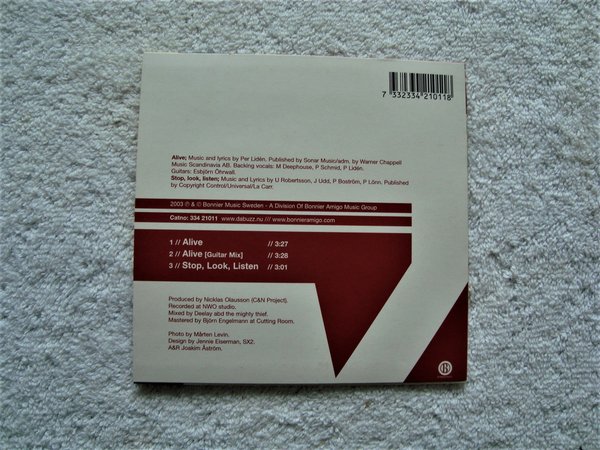 7 332334 210118
Alive; Music and lyrics by Per Lidén. Published by Sonar Music/adm. by Warner Chappell
Music Scandinavia AB. Backing vocals: M Deephouse, P Schmid, P Lidén.
Guitars: Esbjörn Öhrwall.
Stop, look, listen; Music and Lyrics by U Robertsson, J Udd, P Boström, P Lönn. Published
by Copyright Control/Universal/La Carr.
2003 ℗ & © Bonnier Music Sweden - A Division Of Bonnier Amigo Music Group
Catno: 334 21011 www.dabuzz.nu // www.bonnieramigo.com
1 // Alive // 3:27
2 // Alive [Guitar Mix] // 3:28
3 // Stop, Look, Listen // 3:01
Produced by Nicklas Olausson (C&N Project).
Recorded at NWO studio.
Mixed by Deelay abd the mighty thief.
Mastered by Björn Engelmann at Cutting Room.
Photo by Mårten Levin.
Design by Jennie Eiserman, SX2.
A&R Joakim Åström.